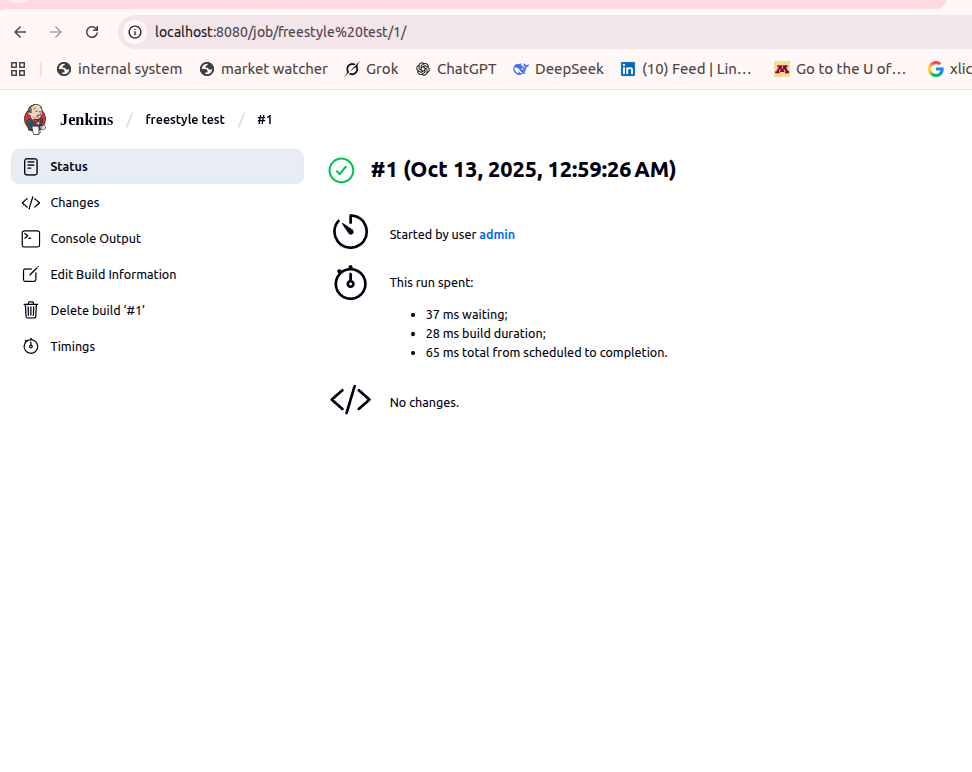 localhost:8080/job/freestyle%20test/1/
internal system market watcher Grok ChatGPT DeepSeek (10) Feed | Lin... Go to the U of... xlic
Jenkins / freestyle test / #1
Status
Changes
Console Output
Edit Build Information
Delete build ‘#1’
Timings
#1 (Oct 13, 2025, 12:59:26 AM)
Started by user admin
This run spent:
37 ms waiting;
28 ms build duration;
65 ms total from scheduled to completion.
No changes.